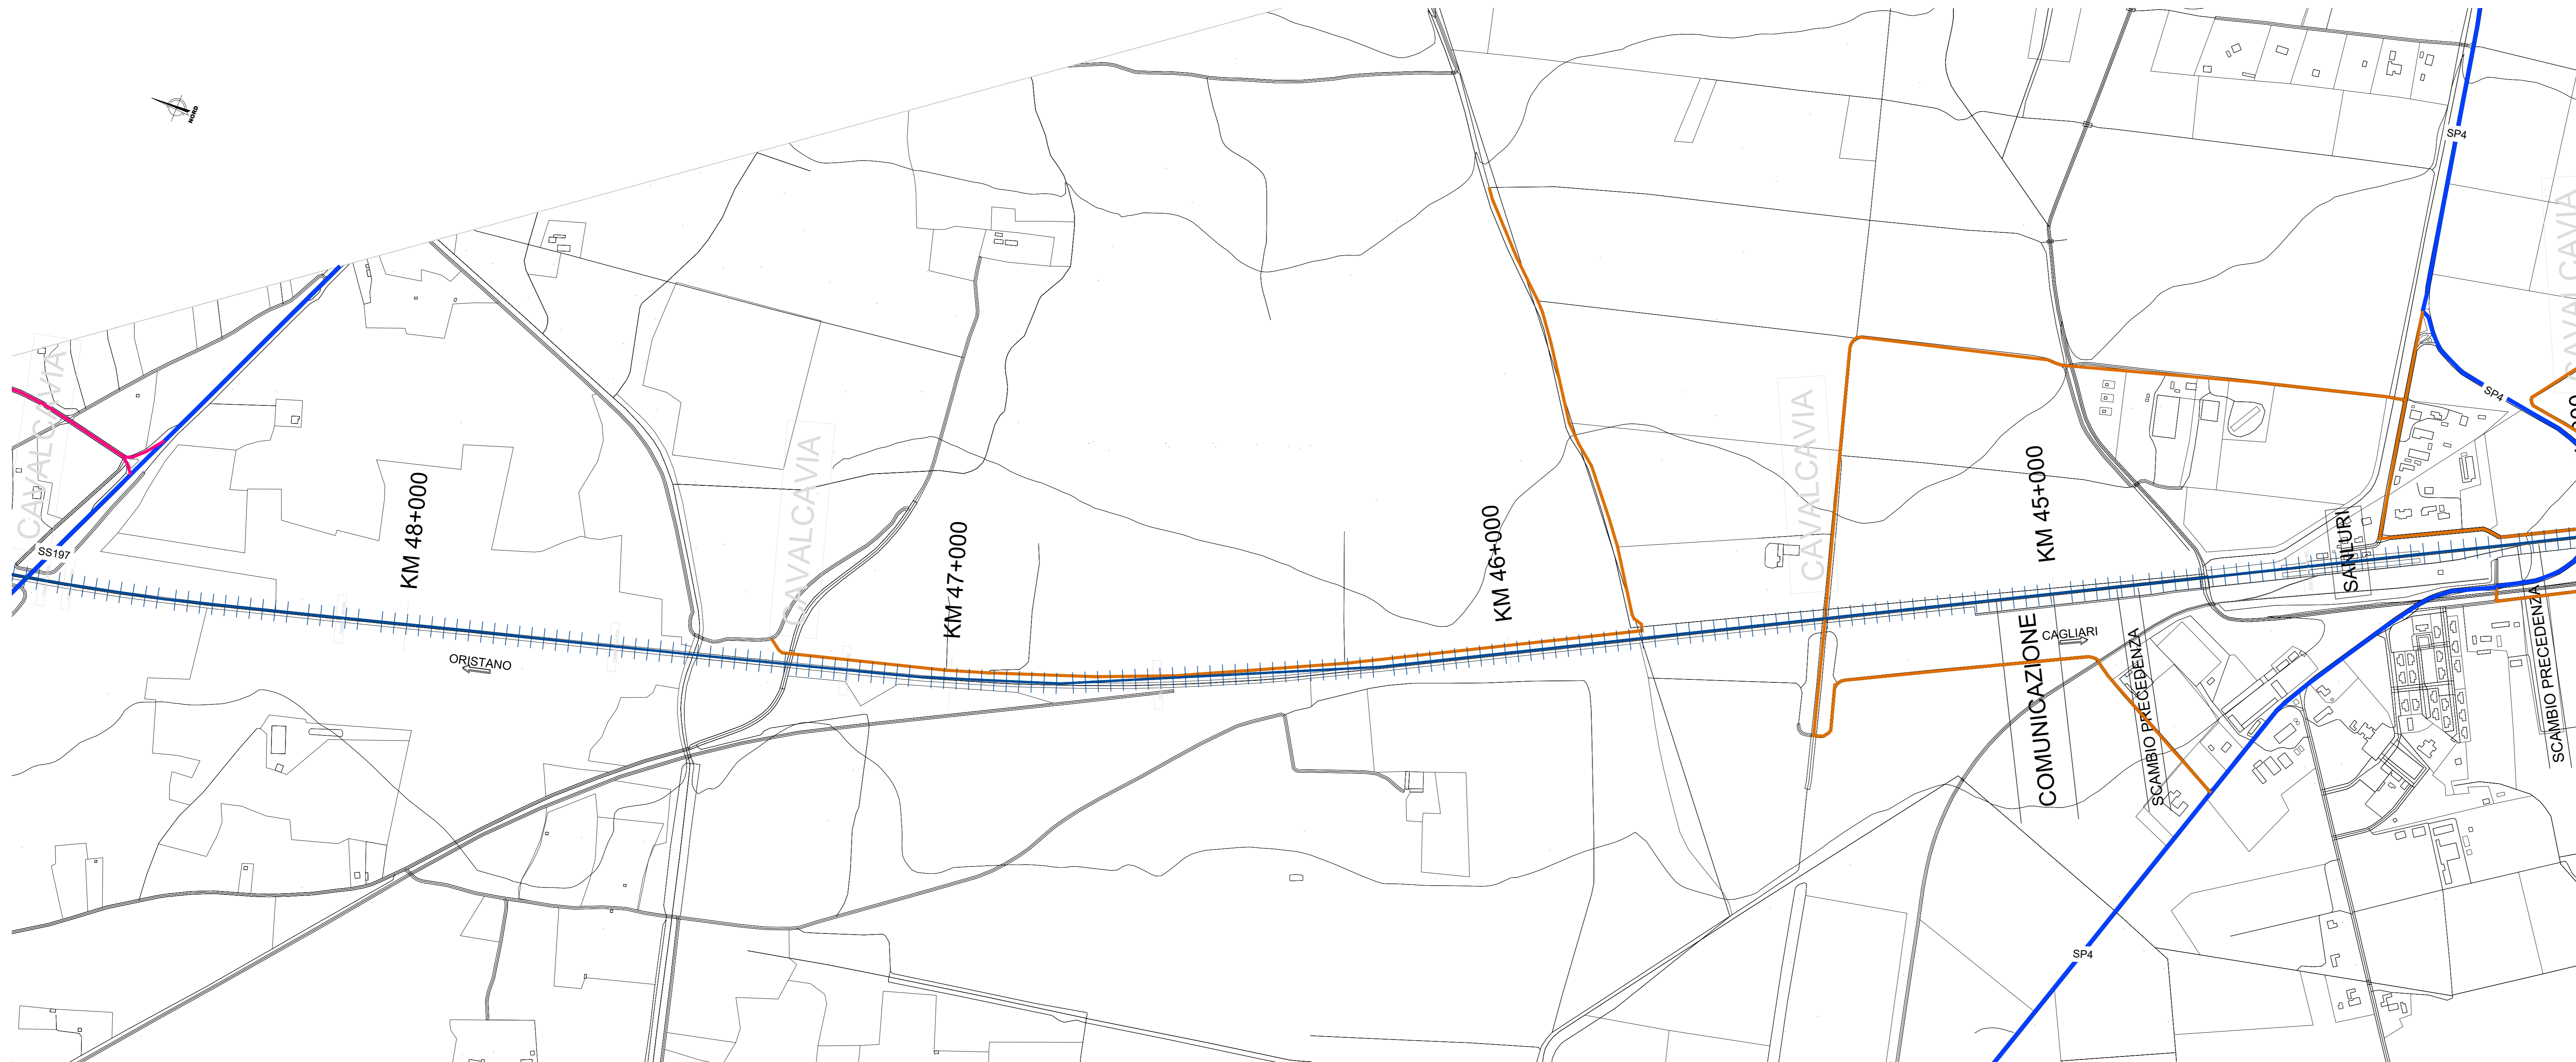 NORD
SP4
SP4
CAVALCAVIA
CAVALCAVIA
CAVALCAVIA
CAVALCAVIA
SS197
KM 48+000
KM 47+000
KM 46+000
KM 45+000
SANLURI
ORISTANO
CAGLIARI
COMUNICAZIONE
SCAMBIO PRECEDENZA
SCAMBIO PRECEDENZA
SP4